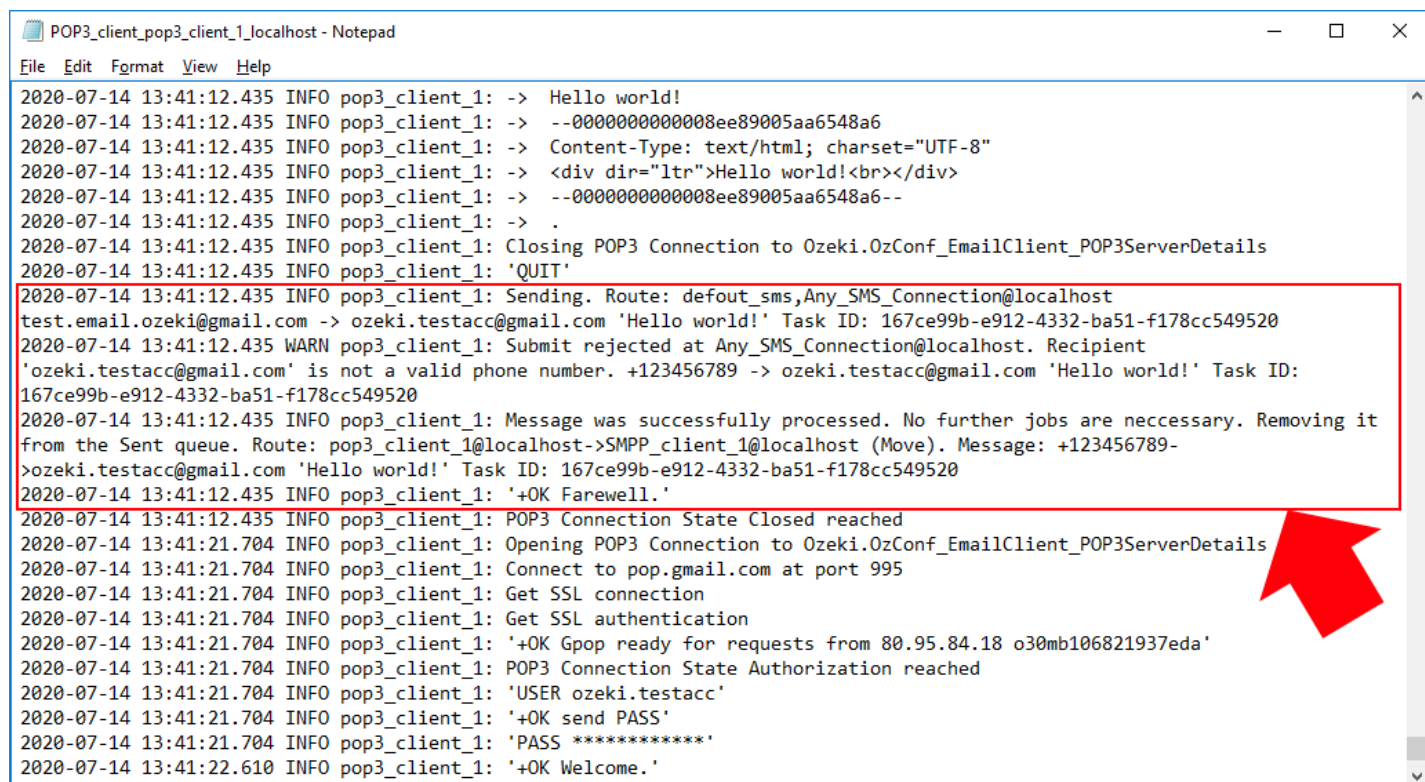 POP3_client_pop3_client_1_localhost - Notepad
File Edit Format View Help
2020-07-14 13:41:12.435 INFO pop3_client_1: -> Hello world!
2020-07-14 13:41:12.435 INFO pop3_client_1: -> --0000000000008ee89005aa6548a6
2020-07-14 13:41:12.435 INFO pop3_client_1: -> Content-Type: text/html; charset="UTF-8"
2020-07-14 13:41:12.435 INFO pop3_client_1: -> <div dir="ltr">Hello world!<br></div>
2020-07-14 13:41:12.435 INFO pop3_client_1: -> --0000000000008ee89005aa6548a6--
2020-07-14 13:41:12.435 INFO pop3_client_1: -> .
2020-07-14 13:41:12.435 INFO pop3_client_1: Closing POP3 Connection to Ozeki.OzConf_EmailClient_POP3ServerDetails
2020-07-14 13:41:12.435 INFO pop3_client_1: 'QUIT'
2020-07-14 13:41:12.435 INFO pop3_client_1: Sending. Route: defout_sms,Any_SMS_Connection@localhost
test.email.ozeki@gmail.com -> ozeki.testacc@gmail.com 'Hello world!' Task ID: 167ce99b-e912-4332-ba51-f178cc549520
2020-07-14 13:41:12.435 WARN pop3_client_1: Submit rejected at Any_SMS_Connection@localhost. Recipient
'ozeki.testacc@gmail.com' is not a valid phone number. +123456789 -> ozeki.testacc@gmail.com 'Hello world!' Task ID:
167ce99b-e912-4332-ba51-f178cc549520
2020-07-14 13:41:12.435 INFO pop3_client_1: Message was successfully processed. No further jobs are neccessary. Removing it
from the Sent queue. Route: pop3_client_1@localhost->SMPP_client_1@localhost (Move). Message: +123456789-
>ozeki.testacc@gmail.com 'Hello world!' Task ID: 167ce99b-e912-4332-ba51-f178cc549520
2020-07-14 13:41:12.435 INFO pop3_client_1: '+OK Farewell.'
2020-07-14 13:41:12.435 INFO pop3_client_1: POP3 Connection State Closed reached
2020-07-14 13:41:21.704 INFO pop3_client_1: Opening POP3 Connection to Ozeki.OzConf_EmailClient_POP3ServerDetails
2020-07-14 13:41:21.704 INFO pop3_client_1: Connect to pop.gmail.com at port 995
2020-07-14 13:41:21.704 INFO pop3_client_1: Get SSL connection
2020-07-14 13:41:21.704 INFO pop3_client_1: Get SSL authentication
2020-07-14 13:41:21.704 INFO pop3_client_1: '+OK Gpop ready for requests from 80.95.84.18 o30mb106821937eda'
2020-07-14 13:41:21.704 INFO pop3_client_1: POP3 Connection State Authorization reached
2020-07-14 13:41:21.704 INFO pop3_client_1: 'USER ozeki.testacc'
2020-07-14 13:41:21.704 INFO pop3_client_1: '+OK send PASS'
2020-07-14 13:41:21.704 INFO pop3_client_1: 'PASS ************'
2020-07-14 13:41:22.610 INFO pop3_client_1: '+OK Welcome.'